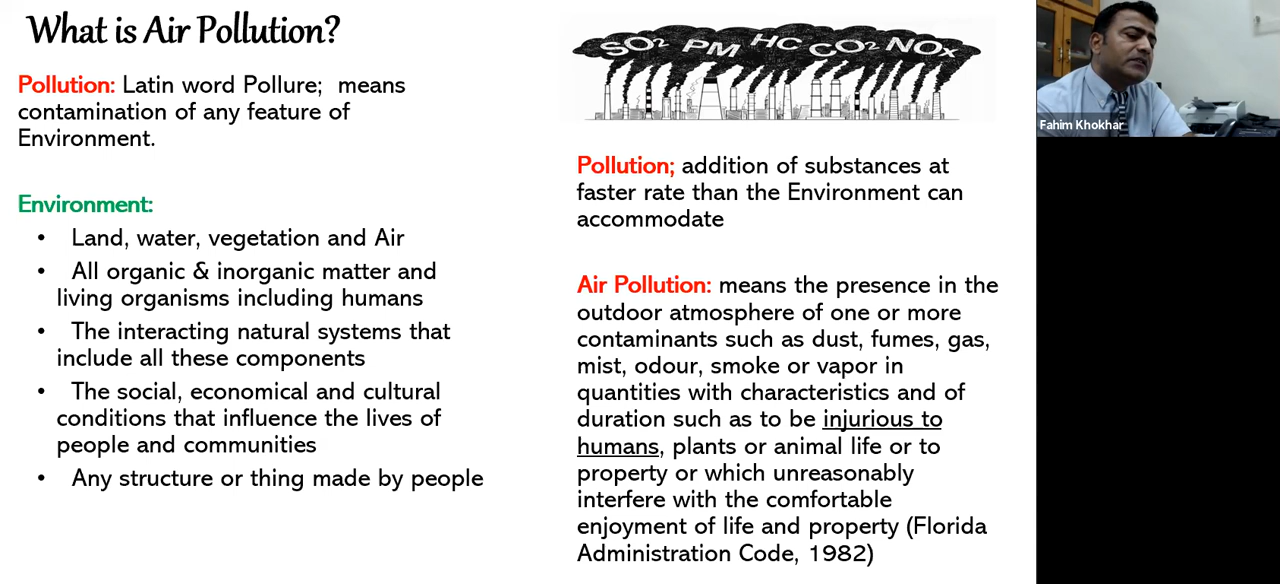 What is Air Pollution?
Pollution: Latin word Pollure; means
contamination of any feature of
Environment.
Environment:
• Land, water, vegetation and Air
• All organic & inorganic matter and
living organisms including humans
• The interacting natural systems that
include all these components
• The social, economical and cultural
conditions that influence the lives of
people and communities
• Any structure or thing made by people
SO2 PM HC CO2 NOx
Pollution; addition of substances at
faster rate than the Environment can
accommodate
Air Pollution: means the presence in the
outdoor atmosphere of one or more
contaminants such as dust, fumes, gas,
mist, odour, smoke or vapor in
quantities with characteristics and of
duration such as to be injurious to
humans, plants or animal life or to
property or which unreasonably
interfere with the comfortable
enjoyment of life and property (Florida
Administration Code, 1982)
Fahim Khokhar